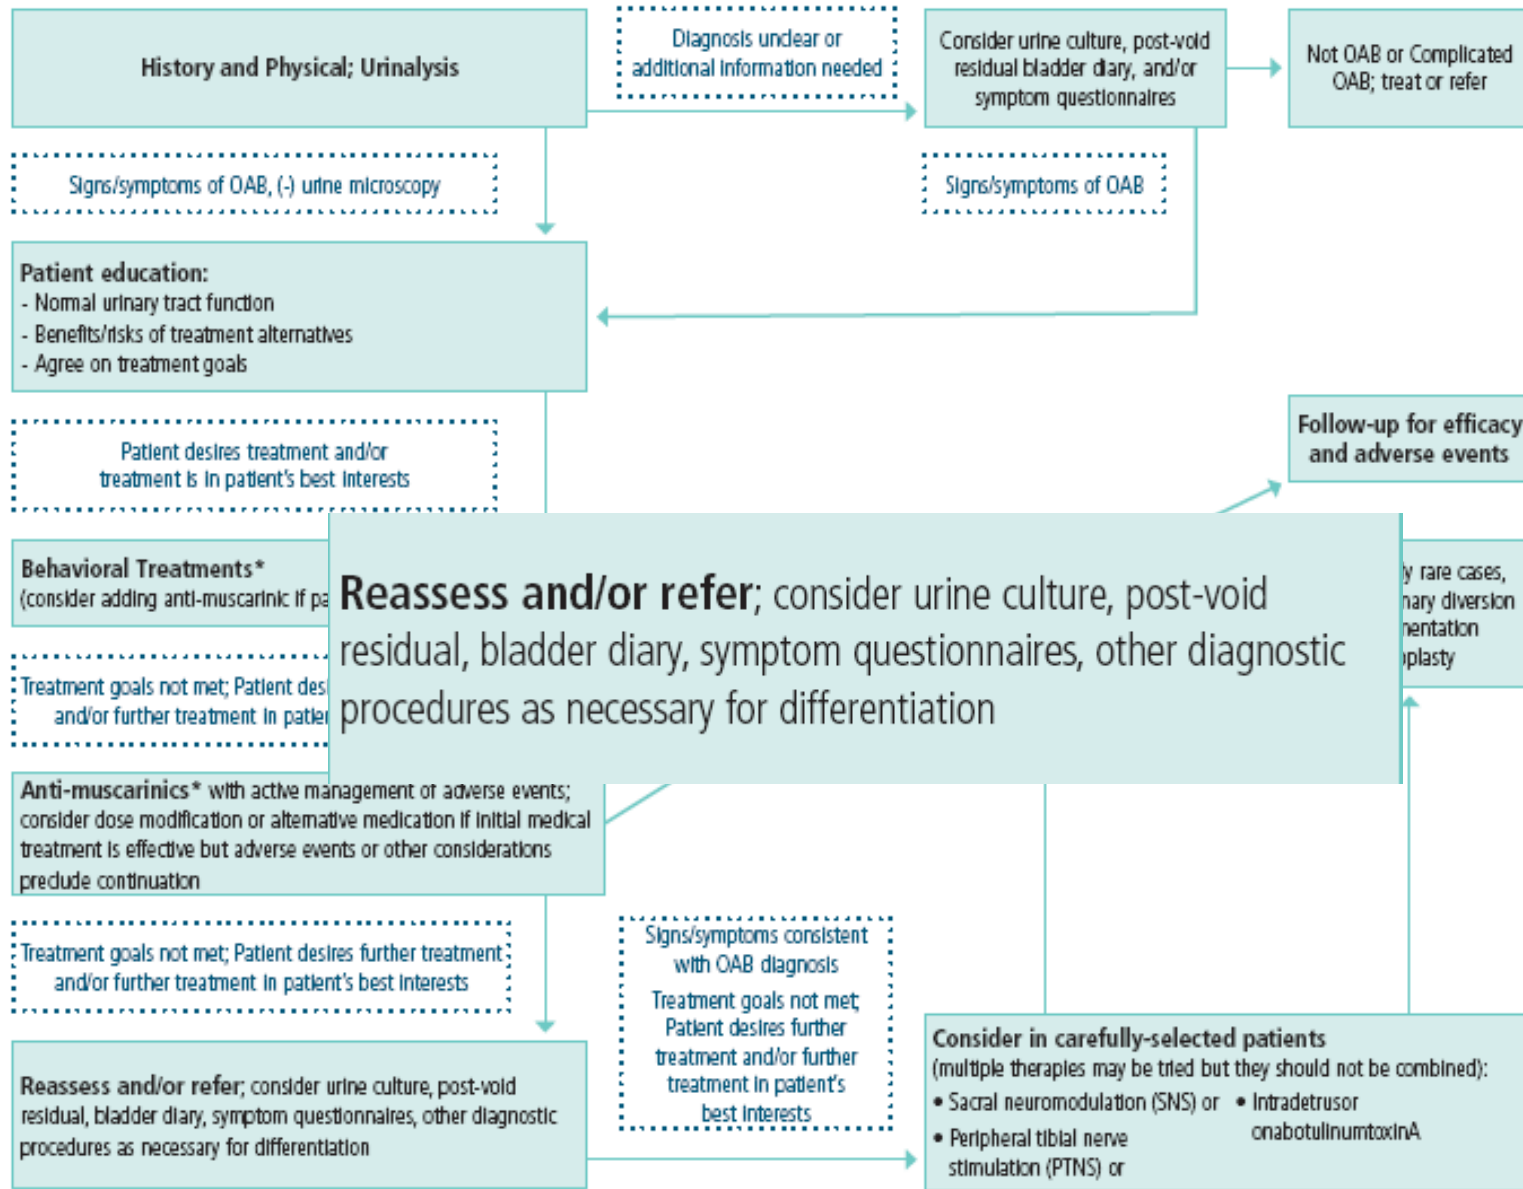 History and Physical; Urinalysis
Diagnosis unclear or
additional information needed
Consider urine culture, post-void
residual bladder diary, and/or
symptom questionnaires
Not OAB or Complicated
OAB; treat or refer
Signs/symptoms of OAB, (-) urine microscopy
Signs/symptoms of OAB
Patient education:
- Normal urinary tract function
- Benefits/risks of treatment alternatives
- Agree on treatment goals
Patient desires treatment and/or
treatment is in patient's best interests
Follow-up for efficacy
and adverse events
Behavioral Treatments*
(consider adding anti-muscarinic if
Reassess and/or refer; consider urine culture, post-void
residual, bladder diary, symptom questionnaires, other diagnostic
procedures as necessary for differentiation
rare cases,
diversion
Treatment goals not met; Patient
and/or further treatment in
Anti-muscarinics* with active management of adverse events;
consider dose modification or alternative medication if initial medical
treatment is effective but adverse events or other considerations
preclude continuation
Treatment goals not met; Patient desires further treatment
and/or further treatment in patient's best interests
Signs/symptoms consistent
with OAB diagnosis
Treatment goals not met;
Patient desires further
treatment and/or further
treatment in patient's
best interests
Reassess and/or refer; consider urine culture, post-void
residual, bladder diary, symptom questionnaires, other diagnostic
procedures as necessary for differentiation
Consider in carefully-selected patients
(multiple therapies may be tried but they should not be combined):
• Sacral neuromodulation (SNS) or
• Peripheral tibial nerve
stimulation (PTNS) or
• Intradetrusor
onabotulinumtoxinA